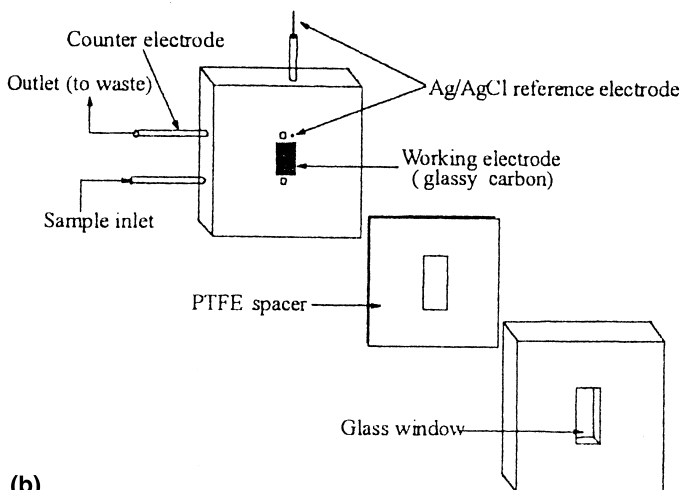 Counter electrode
Outlet (to waste)
Ag/AgCl reference electrode
Working electrode
( glassy carbon)
Sample inlet
PTFE spacer
Glass window
(b)